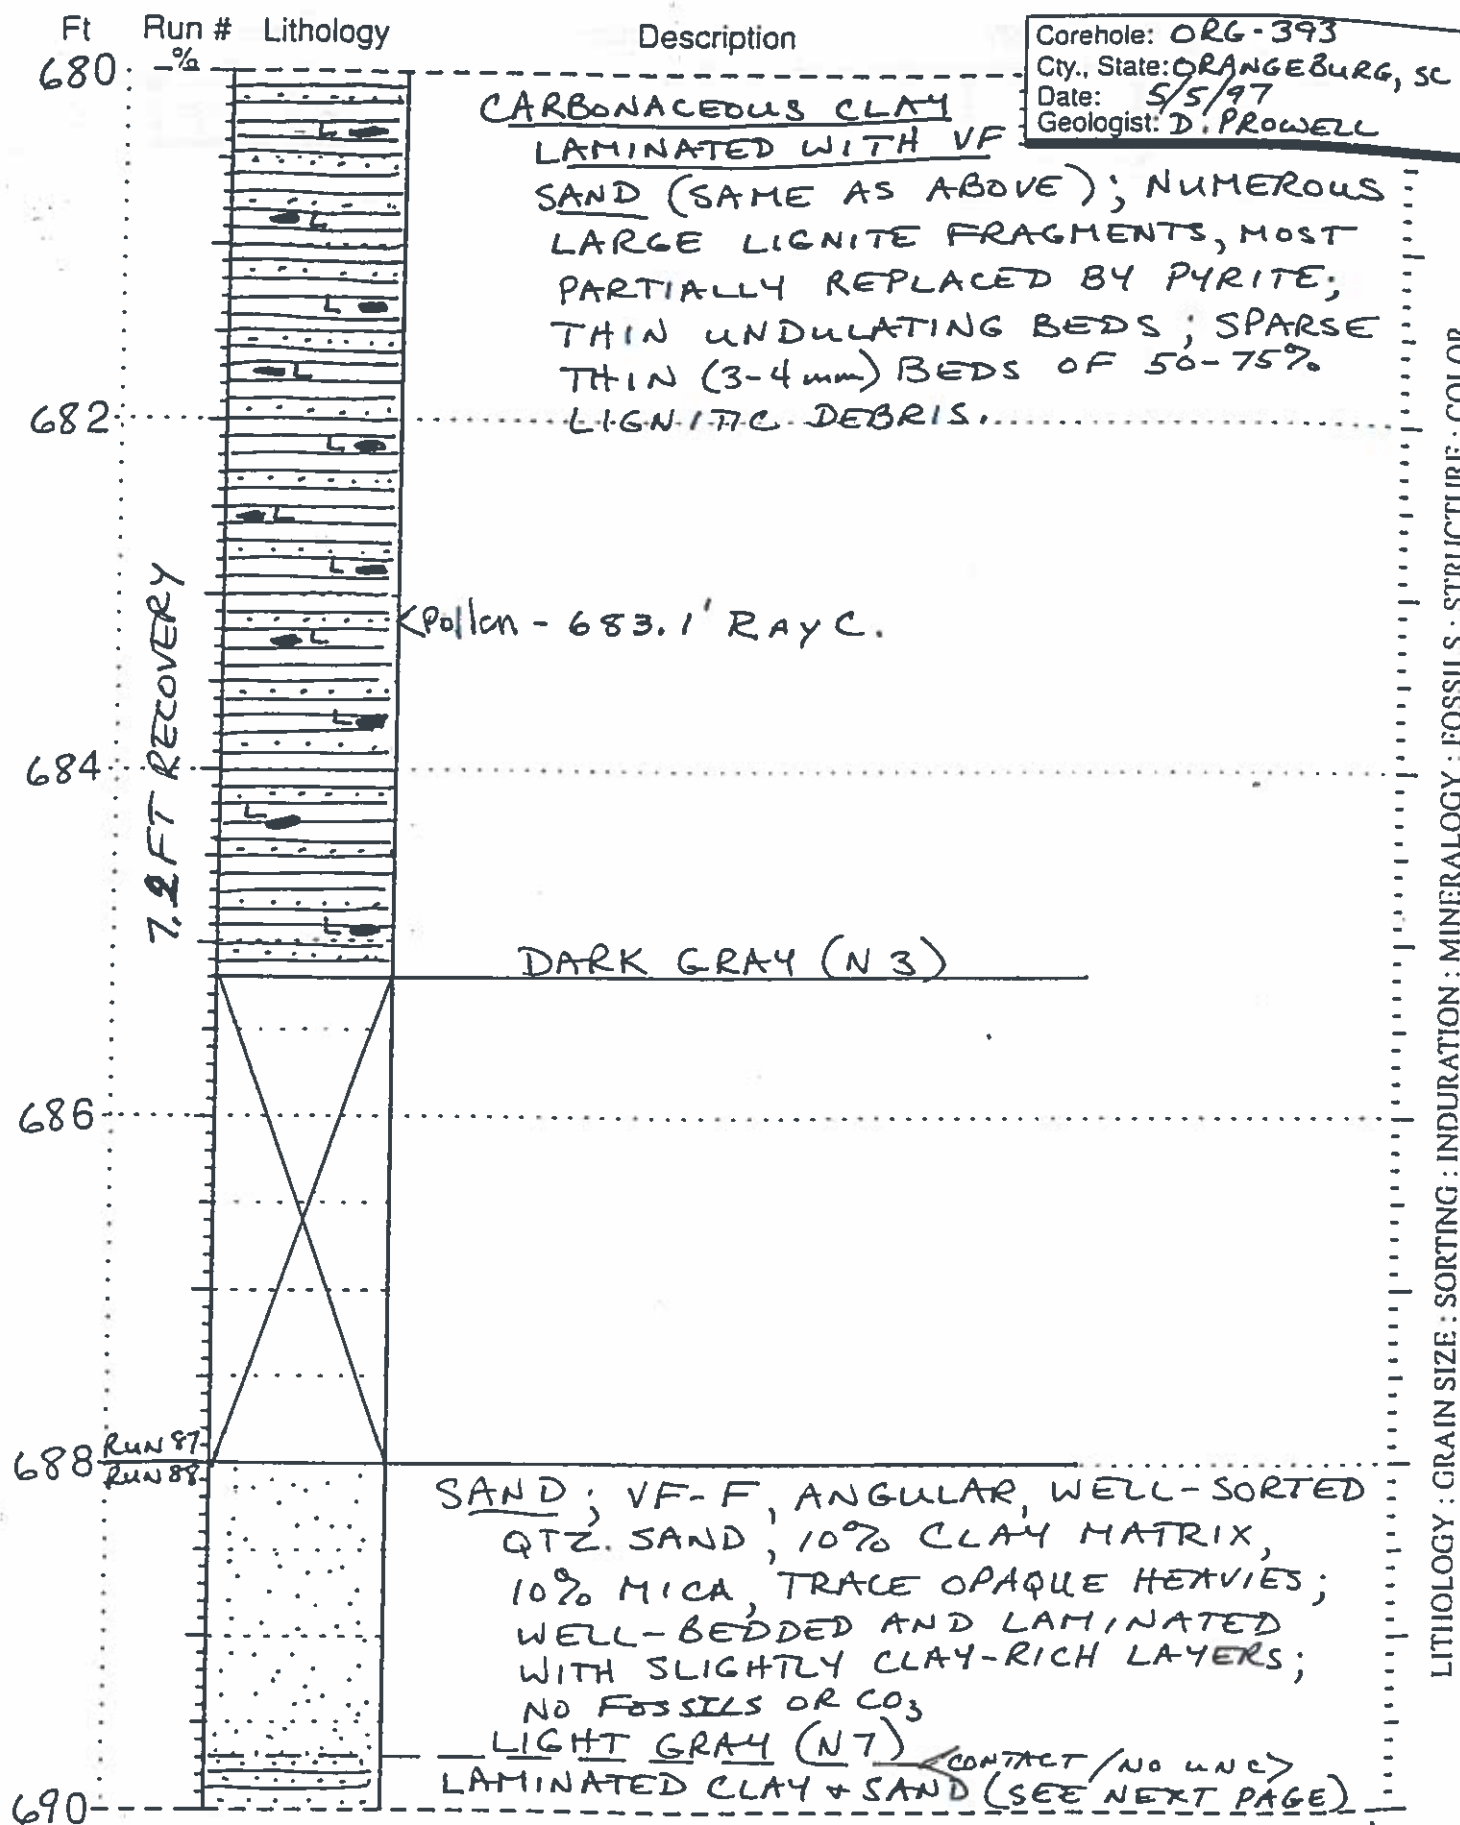 Ft Run # Lithology Description
-%
Corehole: ORG-393
Cty., State: ORANGEBURG, SC
Date: 5/5/97
Geologist: D. PROWELL
680
CARBONACEOUS CLAY
LAMINATED WITH VF
SAND (SAME AS ABOVE); NUMEROUS
LARGE LIGNITE FRAGMENTS, MOST
PARTIALLY REPLACED BY PYRITE;
THIN UNDULATING BEDS; SPARSE
THIN (3-4 mm) BEDS OF 50-75%
LIGNITIC DEBRIS.
L
L
L
L
682
L
L
L
<Pollen - 683.1' RAY C.
L
L
7.2 FT RECOVERY
684
L
L
DARK GRAY (N 3)
686
RUN 87
688
RUN 88
SAND; VF-F, ANGULAR, WELL-SORTED
QTZ. SAND, 10% CLAY MATRIX,
10% MICA, TRACE OPAQUE HEAVIES;
WELL-BEDDED AND LAMINATED
WITH SLIGHTLY CLAY-RICH LAYERS;
NO FOSSILS OR CO3
LIGHT GRAY (N7)
<CONTACT (NO UNC>
LAMINATED CLAY & SAND (SEE NEXT PAGE)
690
LITHOLOGY : GRAIN SIZE : SORTING : INDURATION : MINERALOGY : FOSSILS : STRUCTURE : COLOR